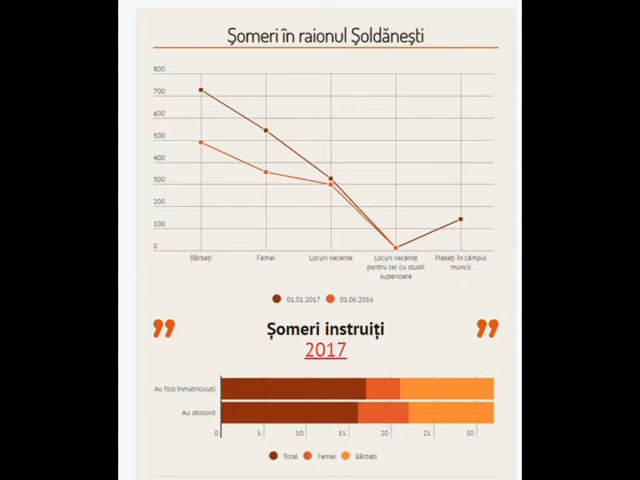 Șomeri în raionul Șoldănești
800
700
600
500
400
300
200
100
0
Bărbați
Femei
Locuri vacante
Locuri vacante
pentru cei cu studii
superioare
Plasați în câmpul
muncii
01.01.2017
01.06.2016
Șomeri instruiți
2017
Au fost înmatriculați
Au absolvit
0 5 10 15 20 25 30
Total Femei Bărbați